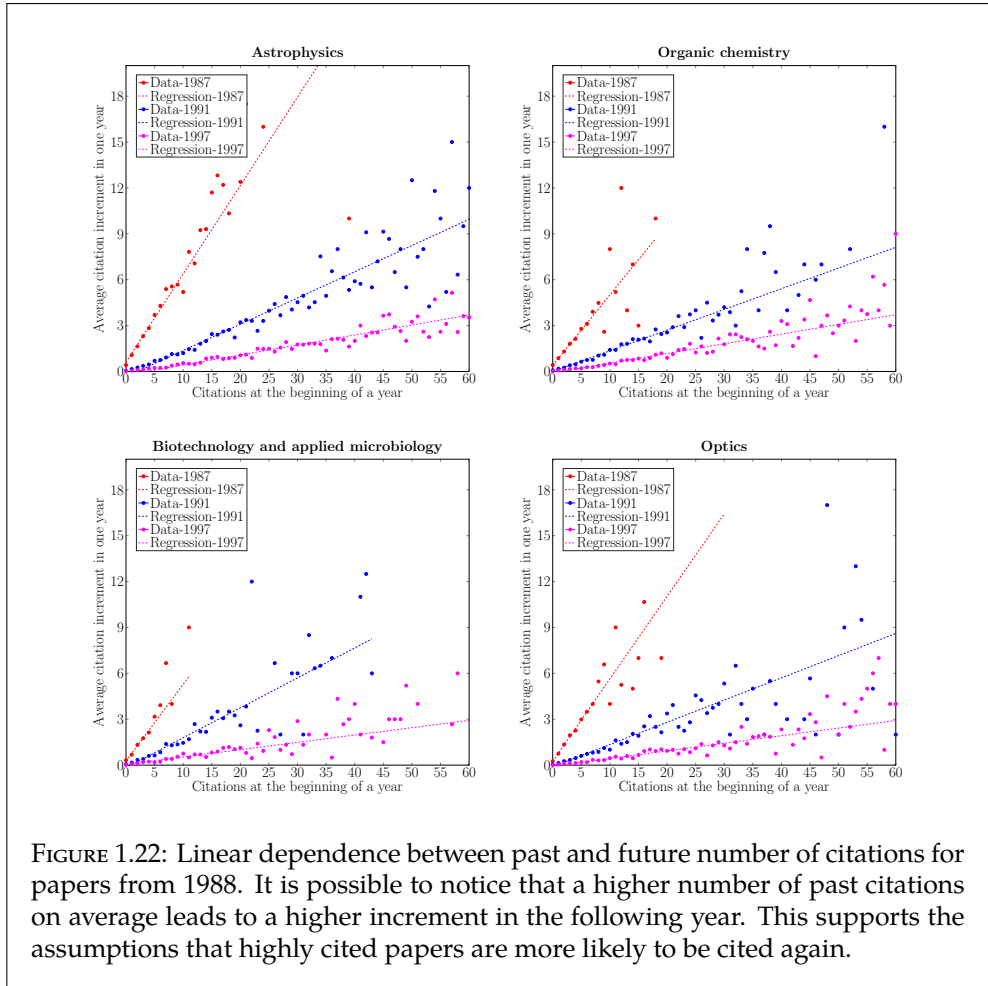 Astrophysics
Data-1987
Regression-1987
Data-1991
Regression-1991
Data-1997
Regression-1997
Average citation increment in one year
18
15
12
9
6
3
0
0 5 10 15 20 25 30 35 40 45 50 55 60
Citations at the beginning of a year
Organic chemistry
Data-1987
Regression-1987
Data-1991
Regression-1991
Data-1997
Regression-1997
Average citation increment in one year
18
15
12
9
6
3
0
0 5 10 15 20 25 30 35 40 45 50 55 60
Citations at the beginning of a year
Biotechnology and applied microbiology
Data-1987
Regression-1987
Data-1991
Regression-1991
Data-1997
Regression-1997
Average citation increment in one year
18
15
12
9
6
3
0
0 5 10 15 20 25 30 35 40 45 50 55 60
Citations at the beginning of a year
Optics
Data-1987
Regression-1987
Data-1991
Regression-1991
Data-1997
Regression-1997
Average citation increment in one year
18
15
12
9
6
3
0
0 5 10 15 20 25 30 35 40 45 50 55 60
Citations at the beginning of a year
FIGURE 1.22: Linear dependence between past and future number of citations for
papers from 1988. It is possible to notice that a higher number of past citations
on average leads to a higher increment in the following year. This supports the
assumptions that highly cited papers are more likely to be cited again.